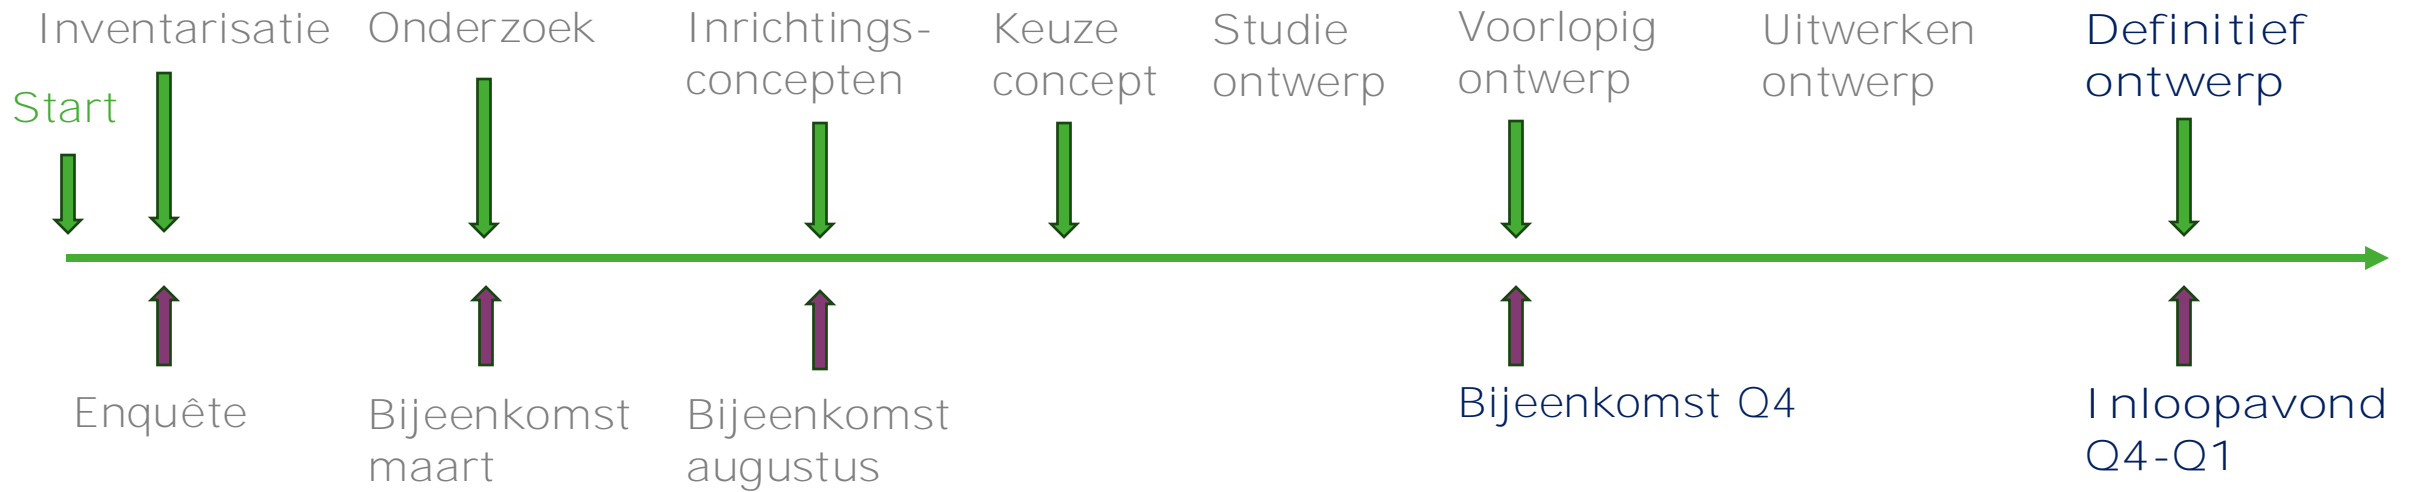 Inventarisatie
Onderzoek
Inrichtings-
concepten
Keuze
concept
Studie
ontwerp
Voorlopig
ontwerp
Uitwerken
ontwerp
Definitief
ontwerp
Start
Enquête
Bijeenkomst
maart
Bijeenkomst
augustus
Bijeenkomst Q4
Inloopavond
Q4-Q1